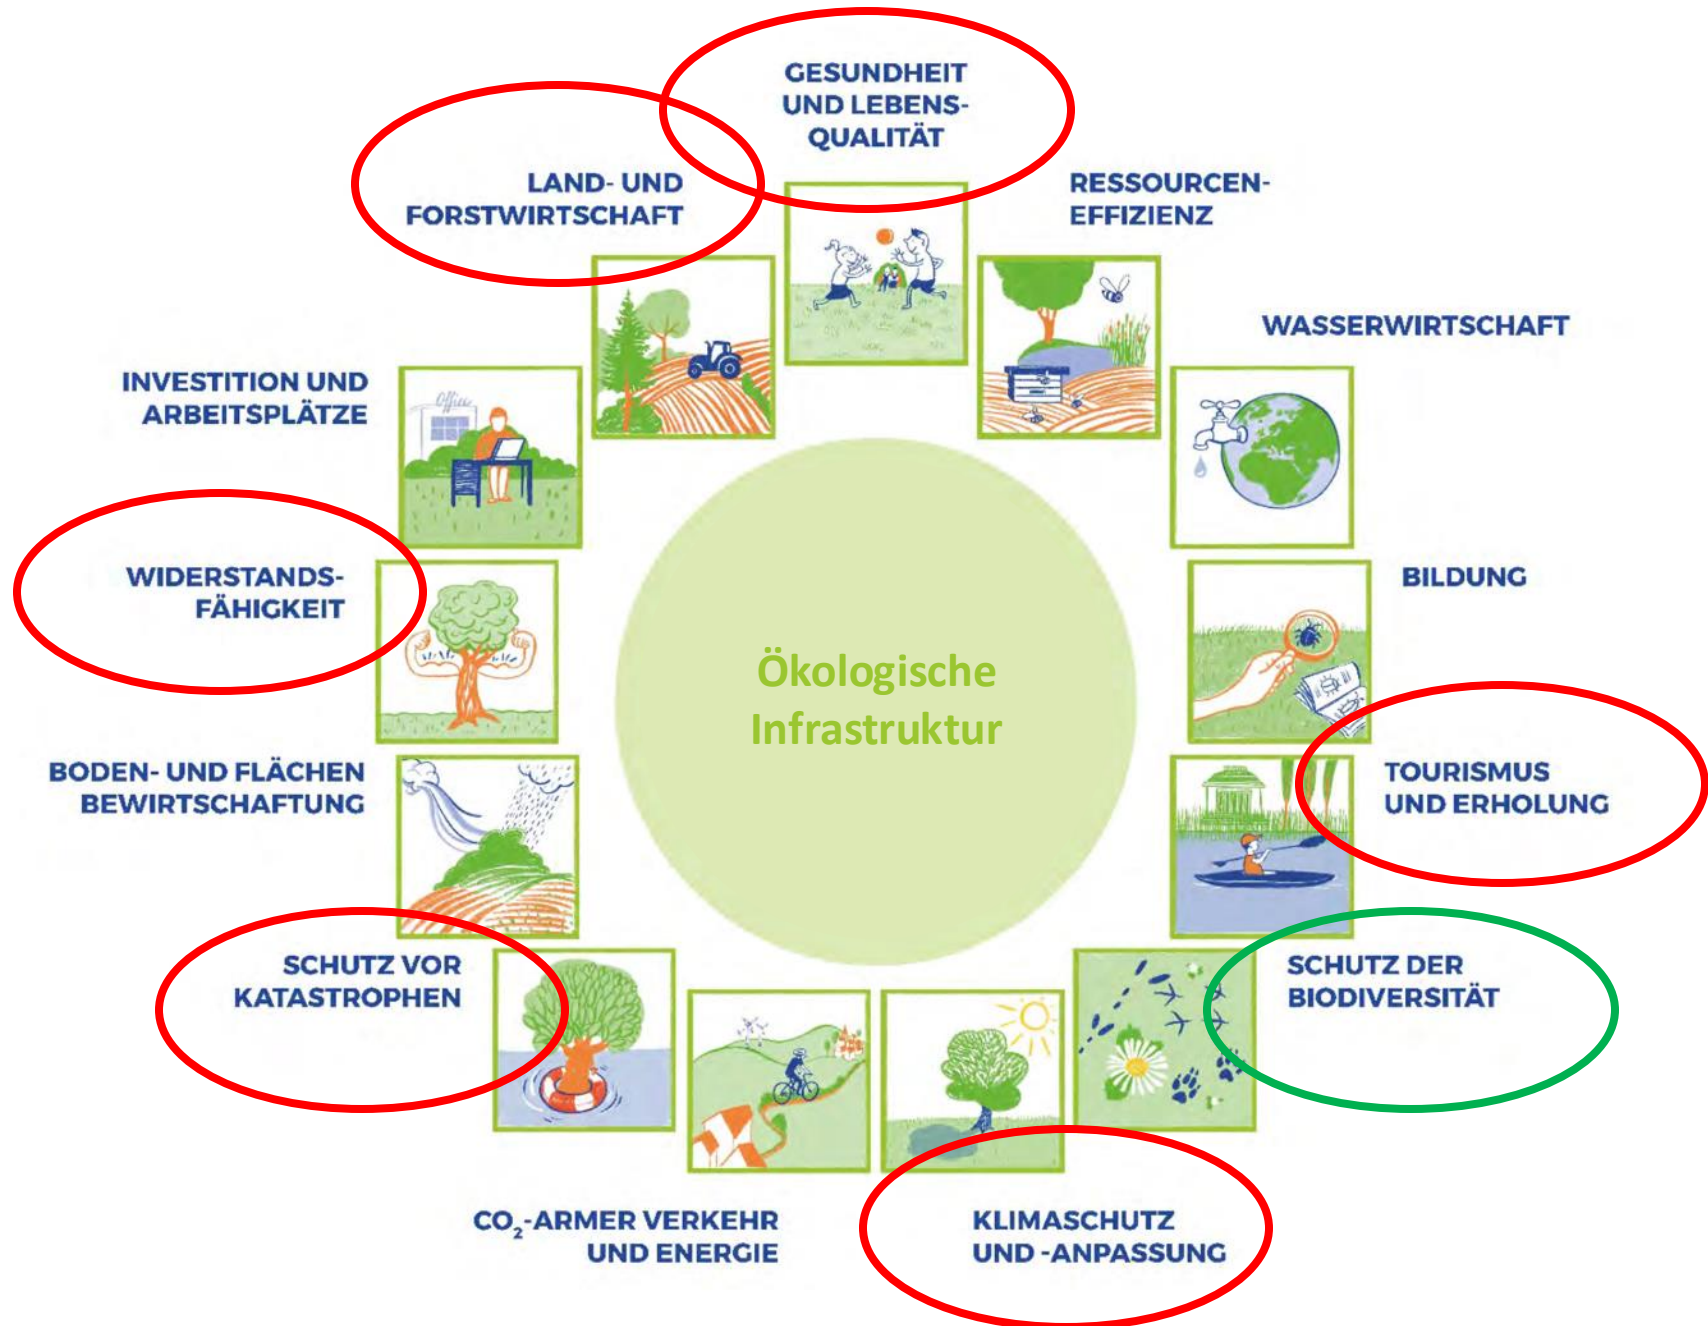 GESUNDHEIT
UND LEBENS-
QUALITÄT
RESSOURCEN-
EFFIZIENZ
WASSERWIRTSCHAFT
BILDUNG
TOURISMUS
UND ERHOLUNG
SCHUTZ DER
BIODIVERSITÄT
KLIMASCHUTZ
UND -ANPASSUNG
CO₂-ARMER VERKEHR
UND ENERGIE
SCHUTZ VOR
KATASTROPHEN
BODEN- UND FLÄCHEN
BEWIRTSCHAFTUNG
WIDERSTANDS-
FÄHIGKEIT
INVESTITION UND
ARBEITSPLÄTZE
Office
LAND- UND
FORSTWIRTSCHAFT
Ökologische
Infrastruktur